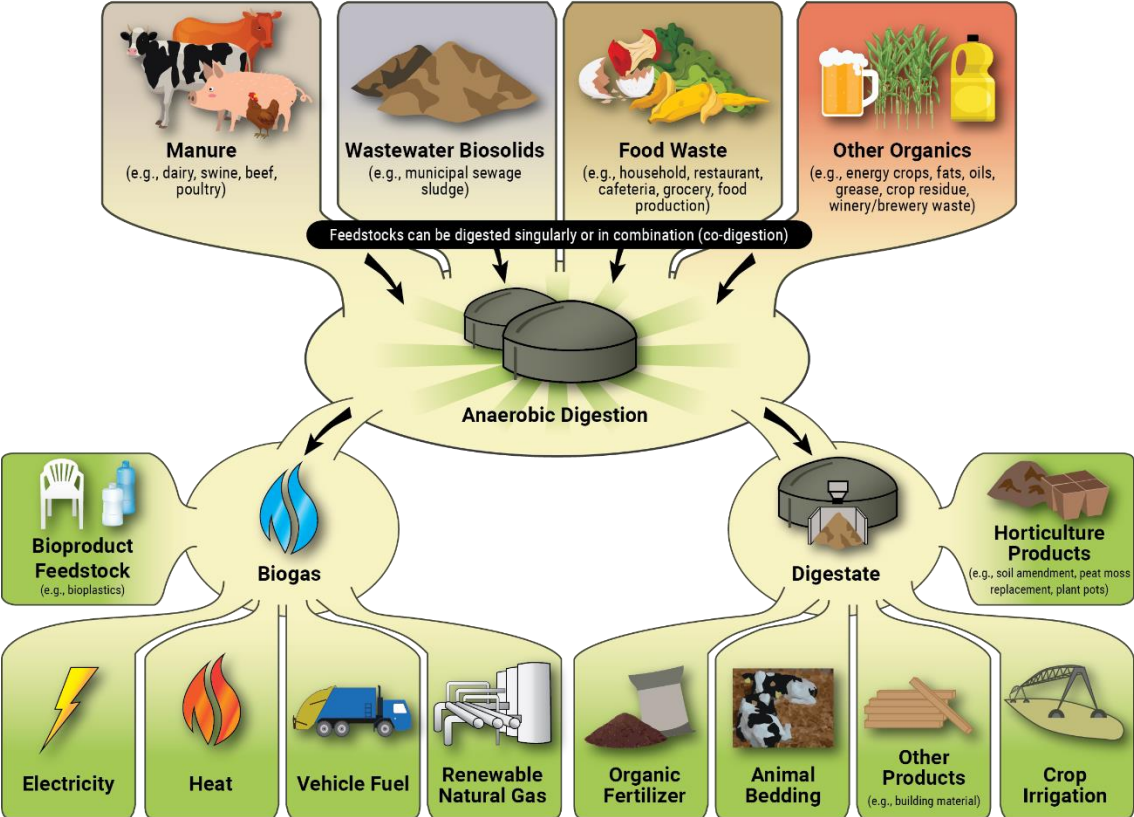 Manure
(e.g., dairy, swine, beef,
poultry)
Wastewater Biosolids
(e.g., municipal sewage
sludge)
Food Waste
(e.g., household, restaurant,
cafeteria, grocery, food
production)
Other Organics
(e.g., energy crops, fats, oils,
grease, crop residue,
winery/brewery waste)
Feedstocks can be digested singularly or in combination (co-digestion)
Anaerobic Digestion
Bioproduct
Feedstock
(e.g., bioplastics)
Biogas
Digestate
Horticulture
Products
(e.g., soil amendment, peat moss
replacement, plant pots)
Electricity
Heat
Vehicle Fuel
Renewable
Natural Gas
Organic
Fertilizer
Animal
Bedding
Other
Products
(e.g., building material)
Crop
Irrigation